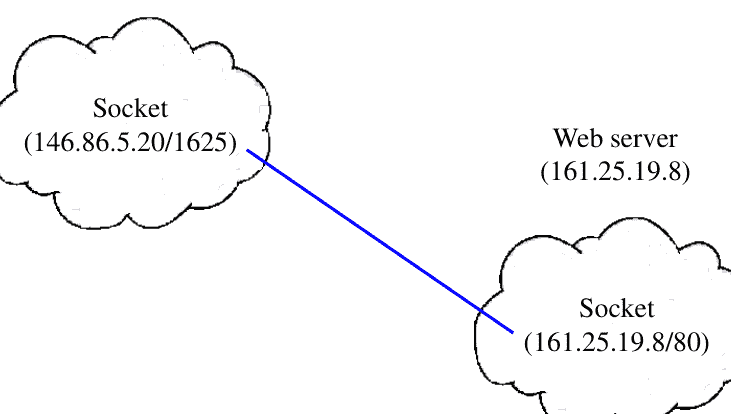 Socket
(146.86.5.20/1625)
Web server
(161.25.19.8)
Socket
(161.25.19.8/80)